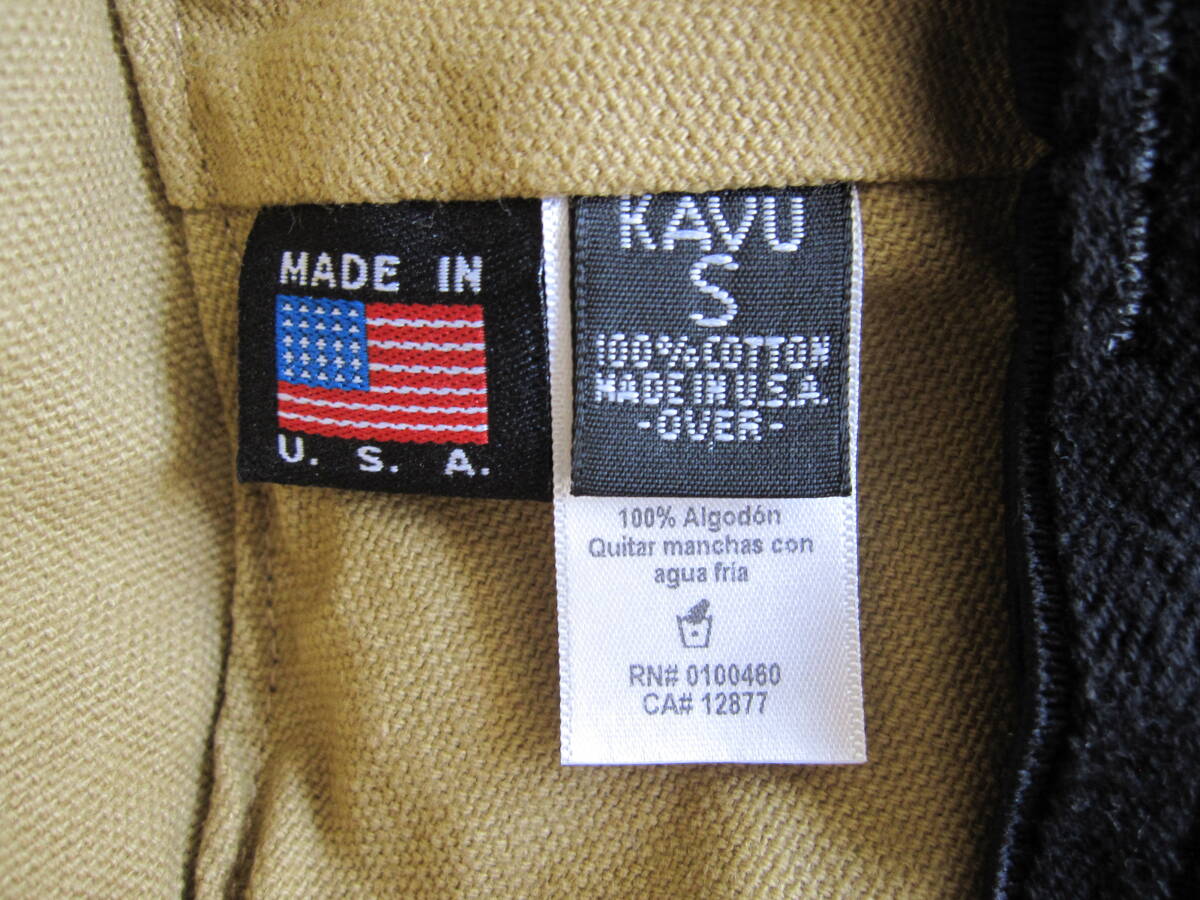 MADE IN
U. S. A.
KAVU
S
100% COTTON
MADE IN U.S.A.
-OVER-
100% Algodón
Quitar manchas con
agua fría
RN# 0100460
CA# 12877